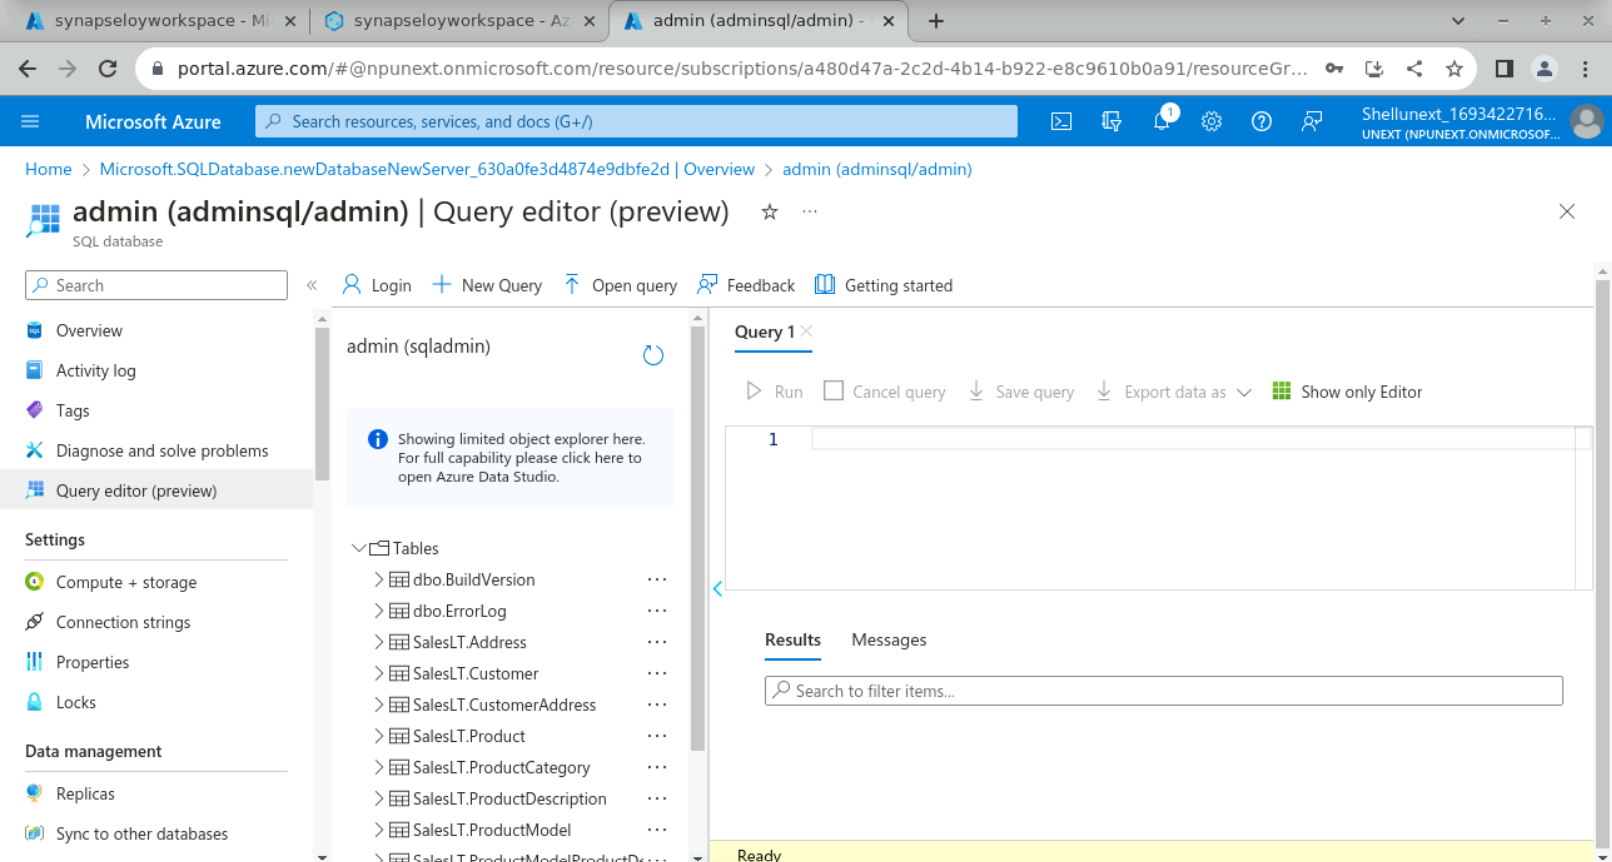 synapseloyworkspace - Mi
synapseloyworkspace - Az
admin (adminsql/admin) -
portal.azure.com/#@npunext.onmicrosoft.com/resource/subscriptions/a480d47a-2c2d-4b14-b922-e8c9610b0a91/resourceGr...
Microsoft Azure
Search resources, services, and docs (G+/)
1
Shellunext_1693422716...
UNEXT (NPUNEXT.ONMICROSOF...
Home > Microsoft.SQLDatabase.newDatabaseNewServer_630a0fe3d4874e9dbfe2d | Overview > admin (adminsql/admin)
admin (adminsql/admin) | Query editor (preview)
SQL database
Search
Overview
Activity log
Tags
Diagnose and solve problems
Query editor (preview)
Settings
Compute + storage
Connection strings
Properties
Locks
Data management
Replicas
Sync to other databases
Login
New Query
Open query
Feedback
Getting started
admin (sqladmin)
Showing limited object explorer here.
For full capability please click here to
open Azure Data Studio.
Tables
dbo.BuildVersion
dbo.ErrorLog
SalesLT.Address
SalesLT.Customer
SalesLT.CustomerAddress
SalesLT.Product
SalesLT.ProductCategory
SalesLT.ProductDescription
SalesLT.ProductModel
SalesLT.ProductModelProductDe...
Query 1
Run
Cancel query
Save query
Export data as
Show only Editor
1
Results
Messages
Search to filter items...
Ready